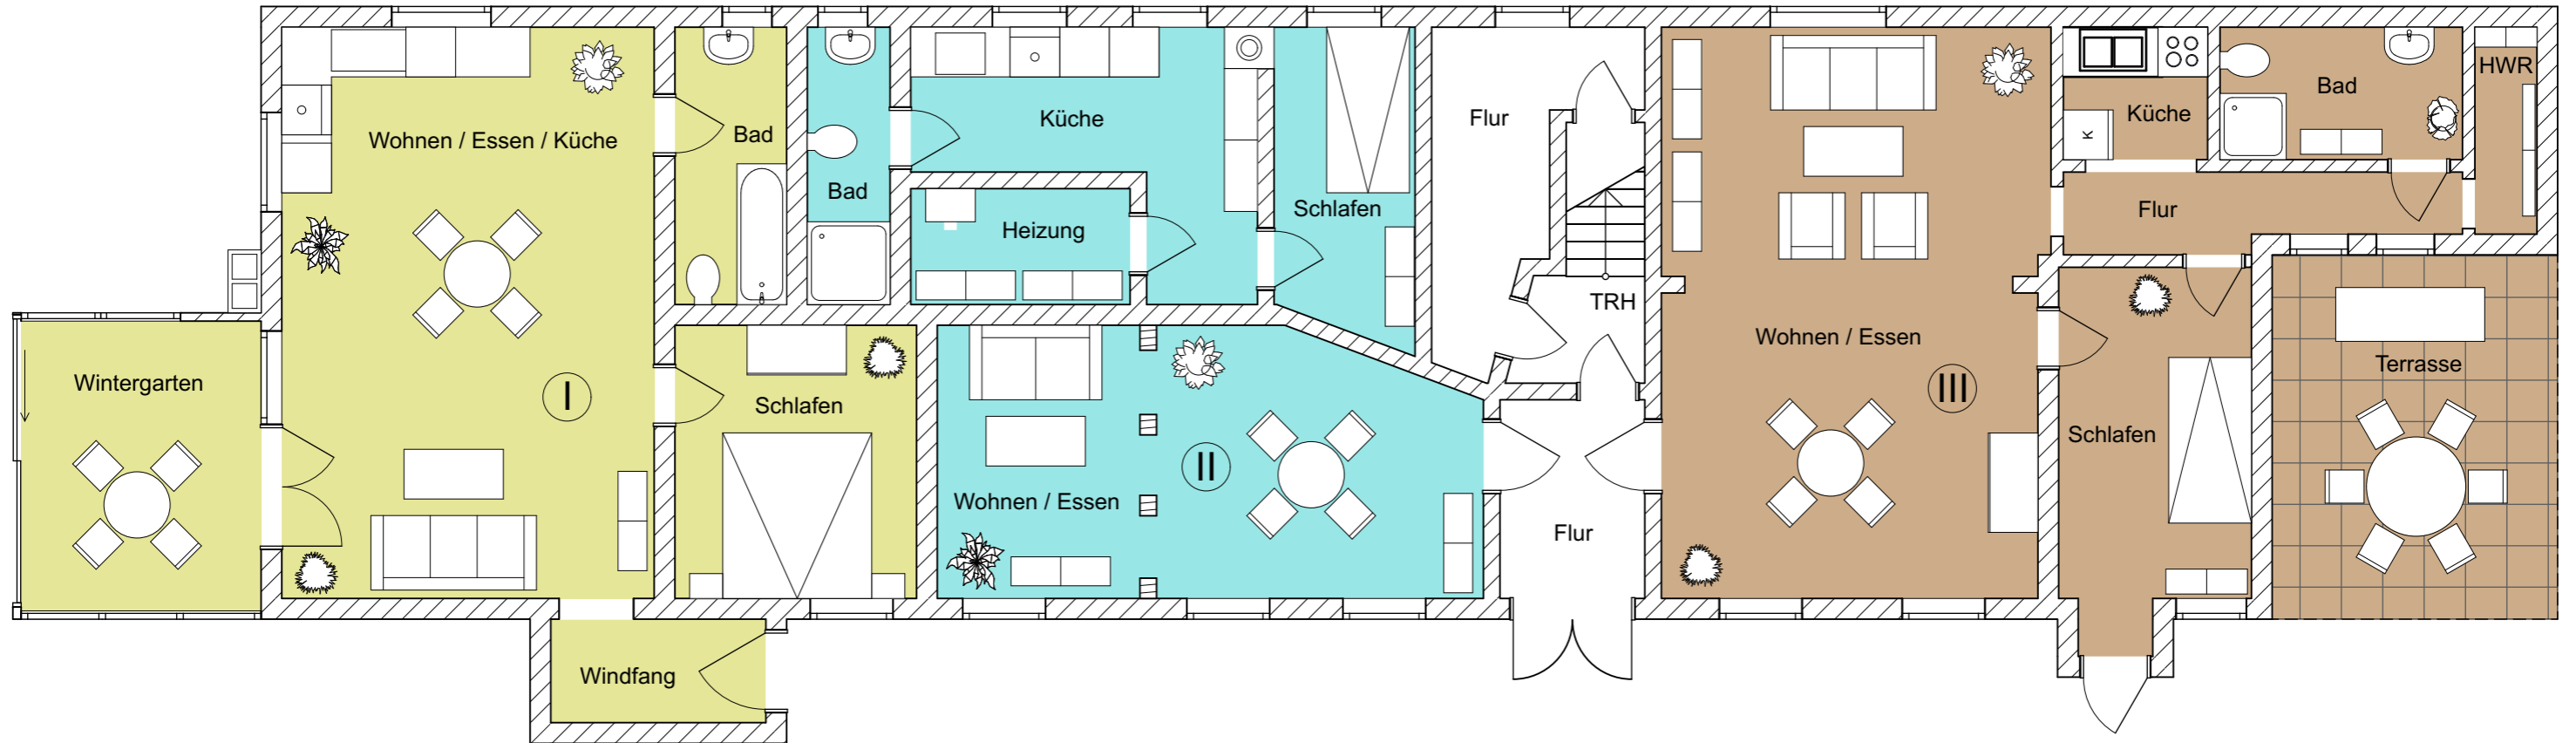 Wohnen / Essen / Küche
Bad
Wintergarten
I
Schlafen
Windfang
Bad
Küche
Heizung
Schlafen
Wohnen / Essen
II
Flur
TRH
Flur
Wohnen / Essen
III
Küche
K
Bad
HWR
Flur
Schlafen
Terrasse